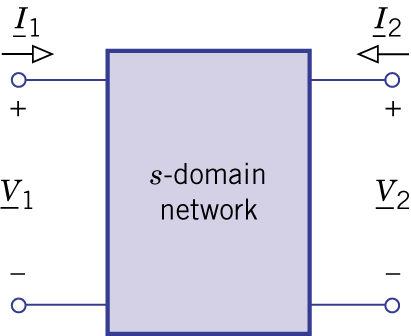 I1 I2
+ +
V1 s-domain V2
network
− −